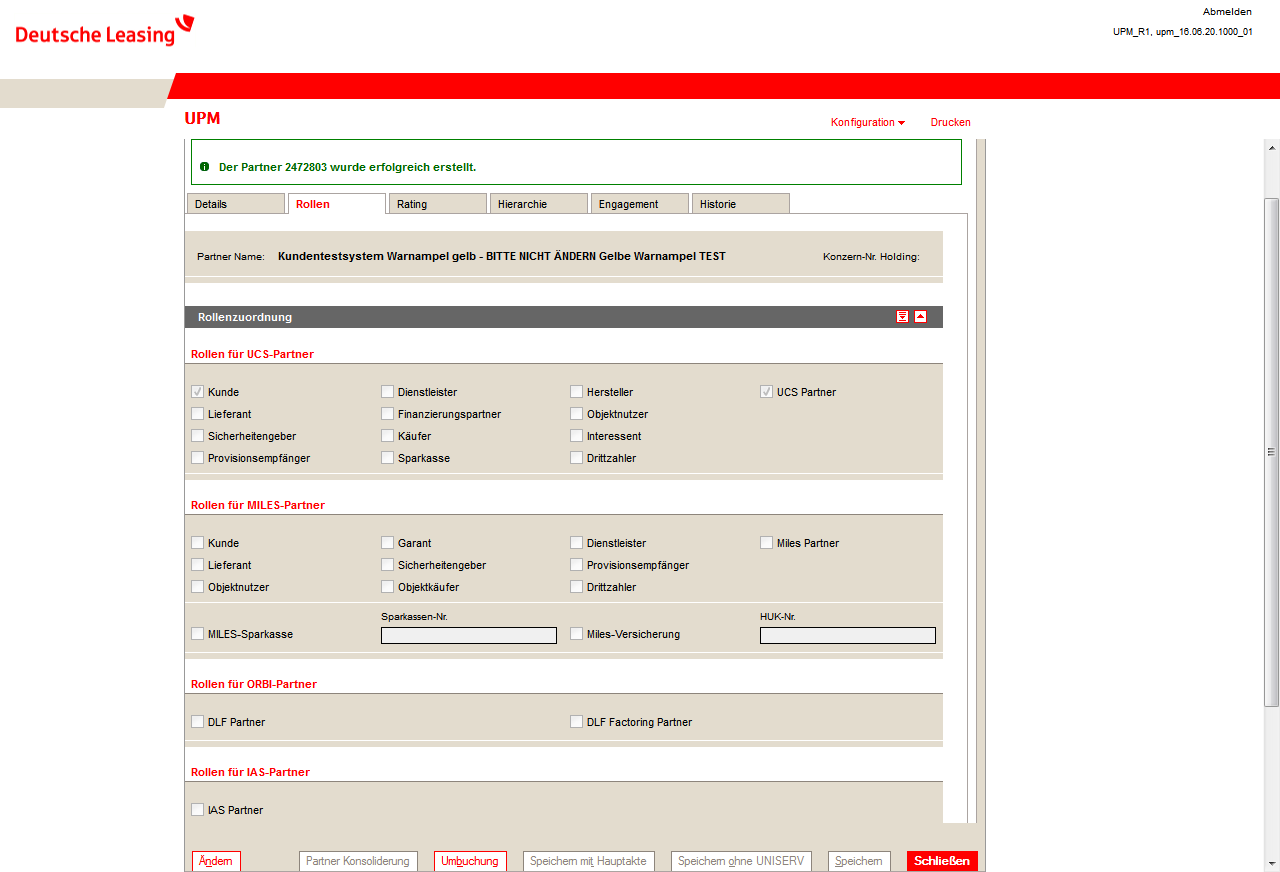 Deutsche Leasing
Abmelden
UPM_R1, upm_16.06.20.1000_01
UPM
Konfiguration
Drucken
Der Partner 2472803 wurde erfolgreich erstellt.
Details Rollen Rating Hierarchie Engagement Historie
Partner Name: Kundentestsystem Warnampel gelb - BITTE NICHT ÄNDERN Gelbe Warnampel TEST Konzern-Nr. Holding:
Rollenzuordnung
Rollen für UCS-Partner
Kunde Dienstleister Hersteller UCS Partner
Lieferant Finanzierungspartner Objektnutzer
Sicherheitengeber Käufer Interessent
Provisionsempfänger Sparkasse Drittzahler
Rollen für MILES-Partner
Kunde Garant Dienstleister Miles Partner
Lieferant Sicherheitengeber Provisionsempfänger
Objektnutzer Objektkäufer Drittzahler
Sparkassen-Nr. HUK-Nr.
MILES-Sparkasse Miles-Versicherung
Rollen für ORBI-Partner
DLF Partner DLF Factoring Partner
Rollen für IAS-Partner
IAS Partner
Ändern Partner Konsoliderung Umbuchung Speichern mit Hauptakte Speichern ohne UNISERV Speichern Schließen